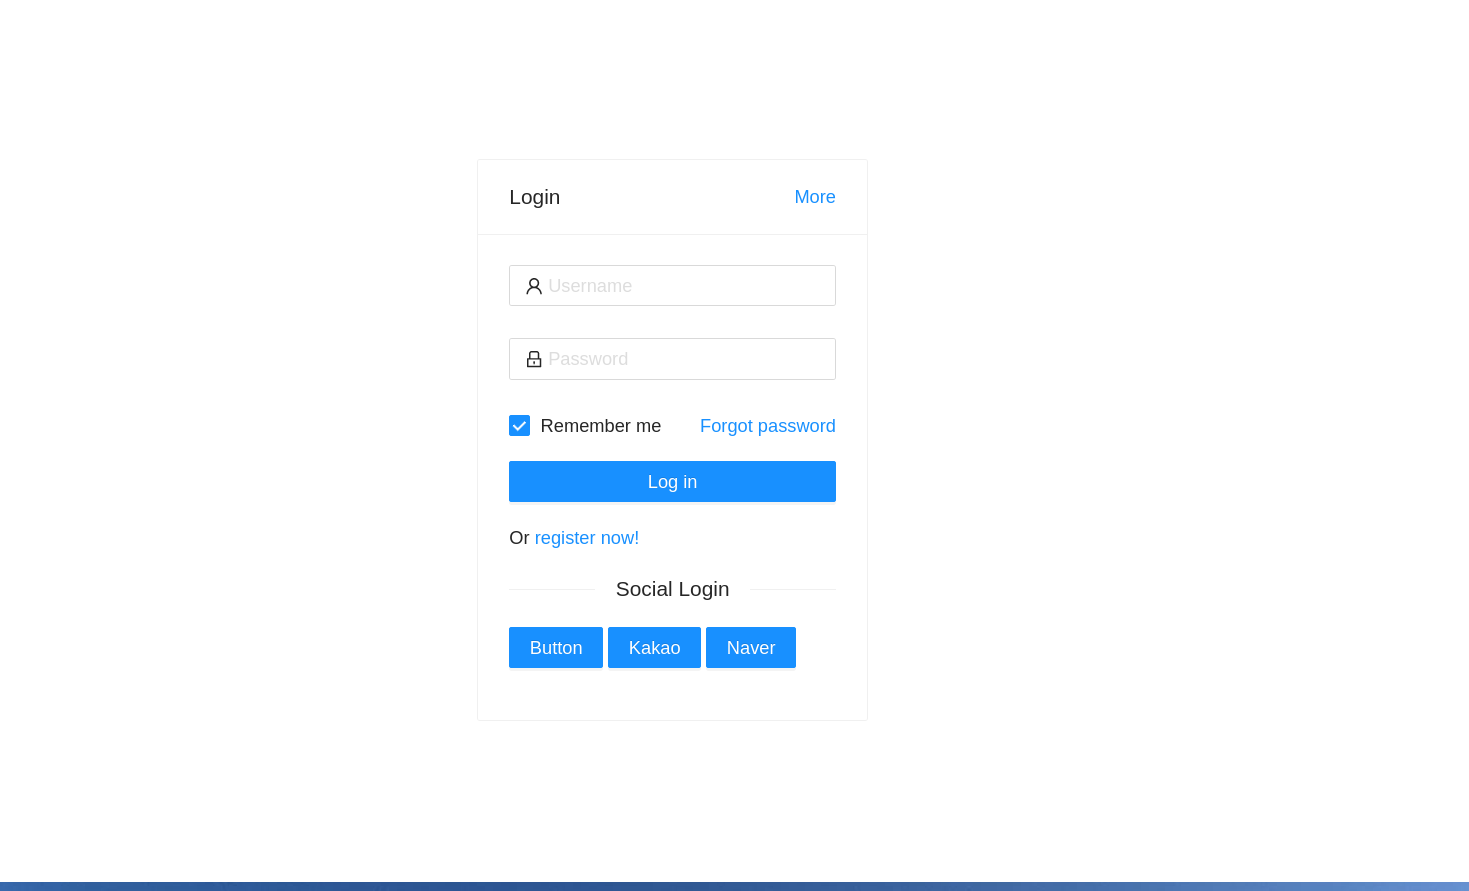 Login More
Username
Password
Remember me Forgot password
Log in
Or register now!
Social Login
Button Kakao Naver